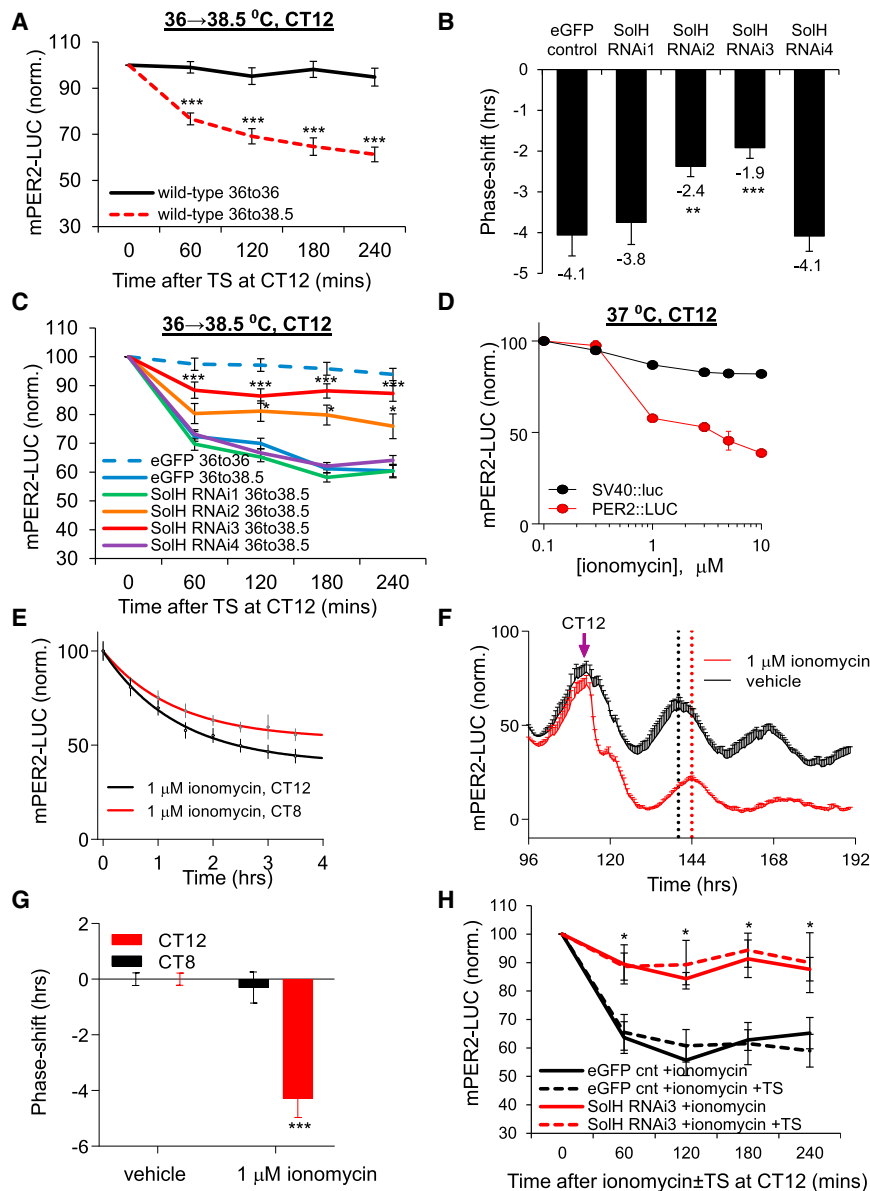 A
36→38.5 ⁰C, CT12
mPER2-LUC (norm.)
100
90
70
50
30
***
***
***
***
wild-type 36to36
wild-type 36to38.5
0 60 120 180 240
Time after TS at CT12 (mins)
B
eGFP control
SolH RNAi1
SolH RNAi2
SolH RNAi3
SolH RNAi4
Phase-shift (hrs)
0
-1
-2
-3
-4
-5
-4.1
-3.8
-2.4
**
-1.9
***
-4.1
C
36→38.5 ⁰C, CT12
mPER2-LUC (norm.)
110
100
90
80
70
60
50
40
30
*** *** *** ***
* * *
eGFP 36to36
eGFP 36to38.5
SolH RNAi1 36to38.5
SolH RNAi2 36to38.5
SolH RNAi3 36to38.5
SolH RNAi4 36to38.5
0 60 120 180 240
Time after TS at CT12 (mins)
D
37 ⁰C, CT12
mPER2-LUC (norm.)
100
50
0
SV40::luc
PER2::LUC
0.1 1 10
[ionomycin], μM
E
mPER2-LUC (norm.)
100
50
0
1 μM ionomycin, CT12
1 μM ionomycin, CT8
0 1 2 3 4
Time (hrs)
F
CT12
1 μM ionomycin
vehicle
mPER2-LUC (norm.)
100
50
0
96 120 144 168 192
Time (hrs)
G
CT12
CT8
Phase-shift (hrs)
2
0
-2
-4
-6
***
vehicle 1 μM ionomycin
H
mPER2-LUC (norm.)
110
100
90
80
70
60
50
40
30
* * * *
eGFP cnt +ionomycin
eGFP cnt +ionomycin +TS
SolH RNAi3 +ionomycin
SolH RNAi3 +ionomycin +TS
0 60 120 180 240
Time after ionomycin±TS at CT12 (mins)